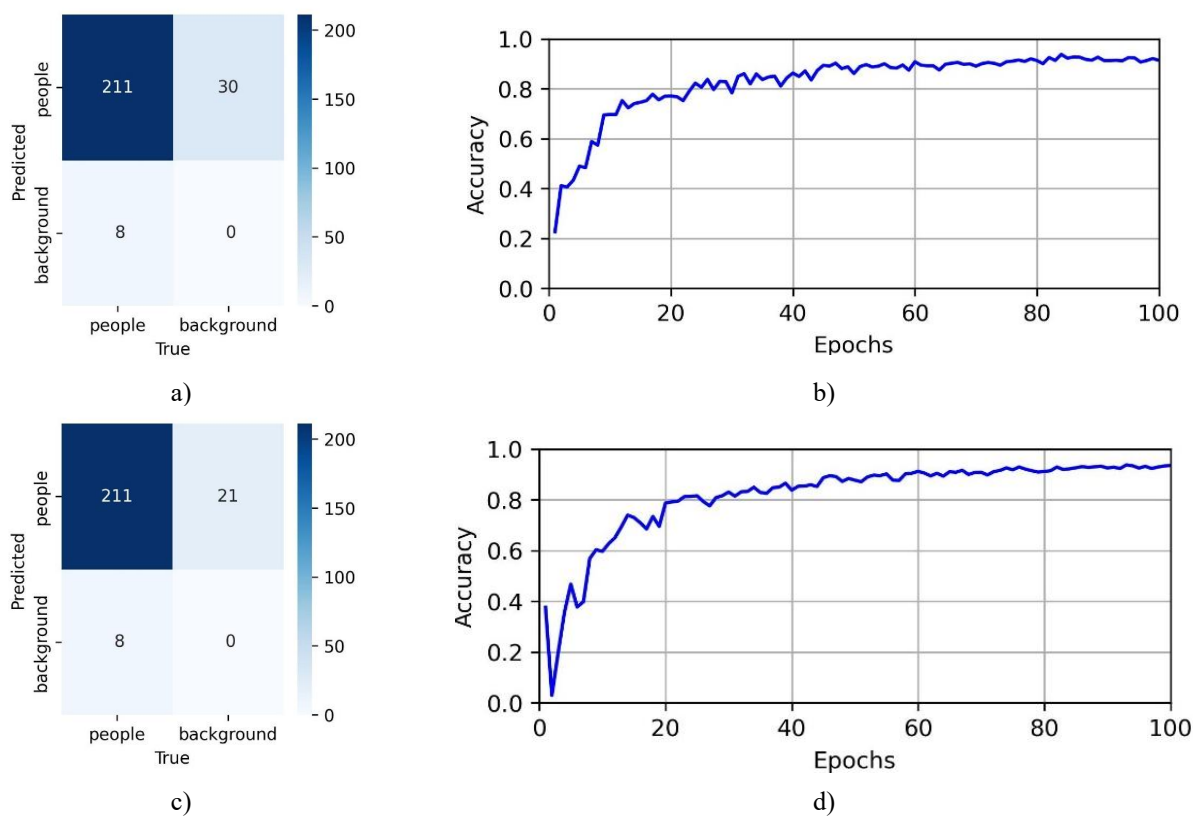 200
150
100
50
0
people
background
Predicted
211 30
8 0
people background
True
a)
1.0
0.8
0.6
0.4
0.2
0.0
Accuracy
0 20 40 60 80 100
Epochs
b)
200
150
100
50
0
people
background
Predicted
211 21
8 0
people background
True
c)
1.0
0.8
0.6
0.4
0.2
0.0
Accuracy
0 20 40 60 80 100
Epochs
d)